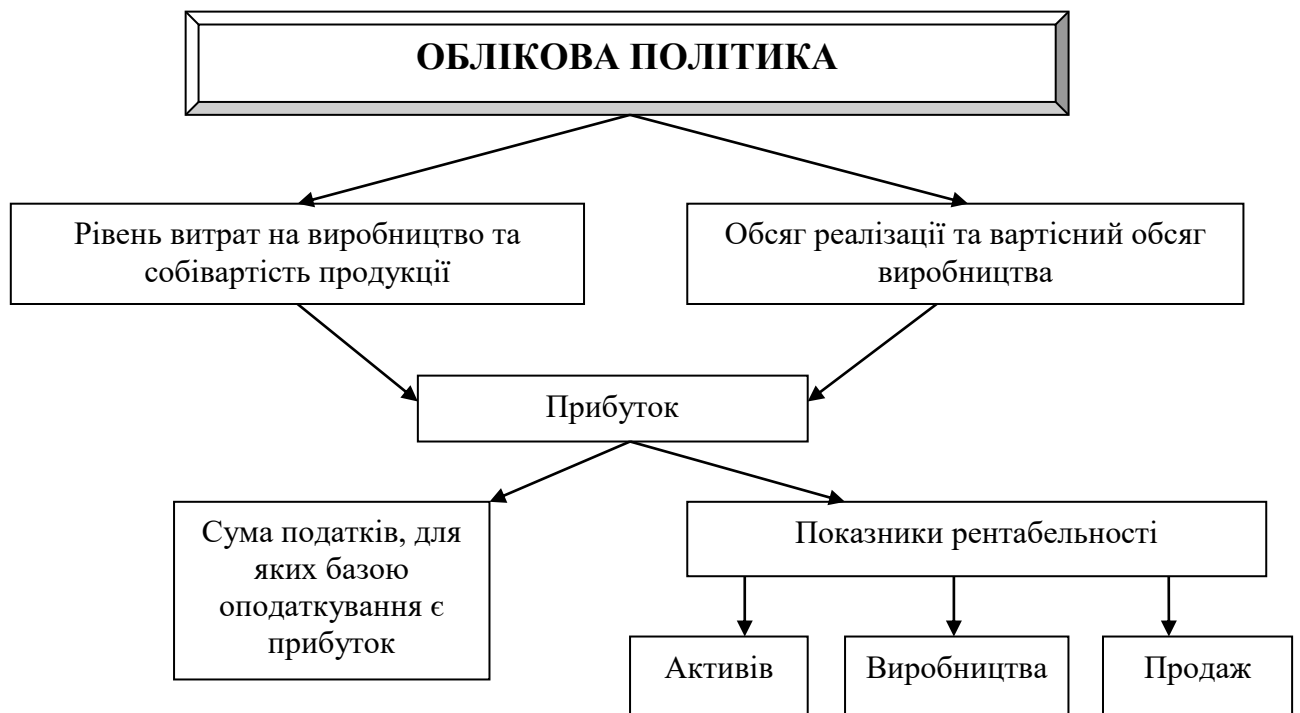 ОБЛІКОВА ПОЛІТИКА
Рівень витрат на виробництво та
собівартість продукції
Обсяг реалізації та вартісний обсяг
виробництва
Прибуток
Сума податків, для
яких базою
оподаткування є
прибуток
Показники рентабельності
Активів
Виробництва
Продаж